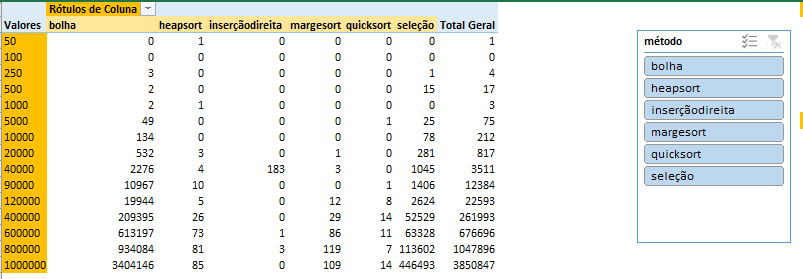 Rótulos de Coluna
Valores bolha heapsort inserçãodireita margesort quicksort seleção Total Geral
50 0 1 0 0 0 0 1
100 0 0 0 0 0 0 0
250 3 0 0 0 0 1 4
500 2 0 0 0 0 15 17
1000 2 1 0 0 0 0 3
5000 49 0 0 0 1 25 75
10000 134 0 0 0 0 78 212
20000 532 3 0 1 0 281 817
40000 2276 4 183 3 0 1045 3511
90000 10967 10 0 0 1 1406 12384
120000 19944 5 0 12 8 2624 22593
400000 209395 26 0 29 14 52529 261993
600000 613197 73 1 86 11 63328 676696
800000 934084 81 3 119 7 113602 1047896
1000000 3404146 85 0 109 14 446493 3850847
método
bolha
heapsort
inserçãodireita
margesort
quicksort
seleção